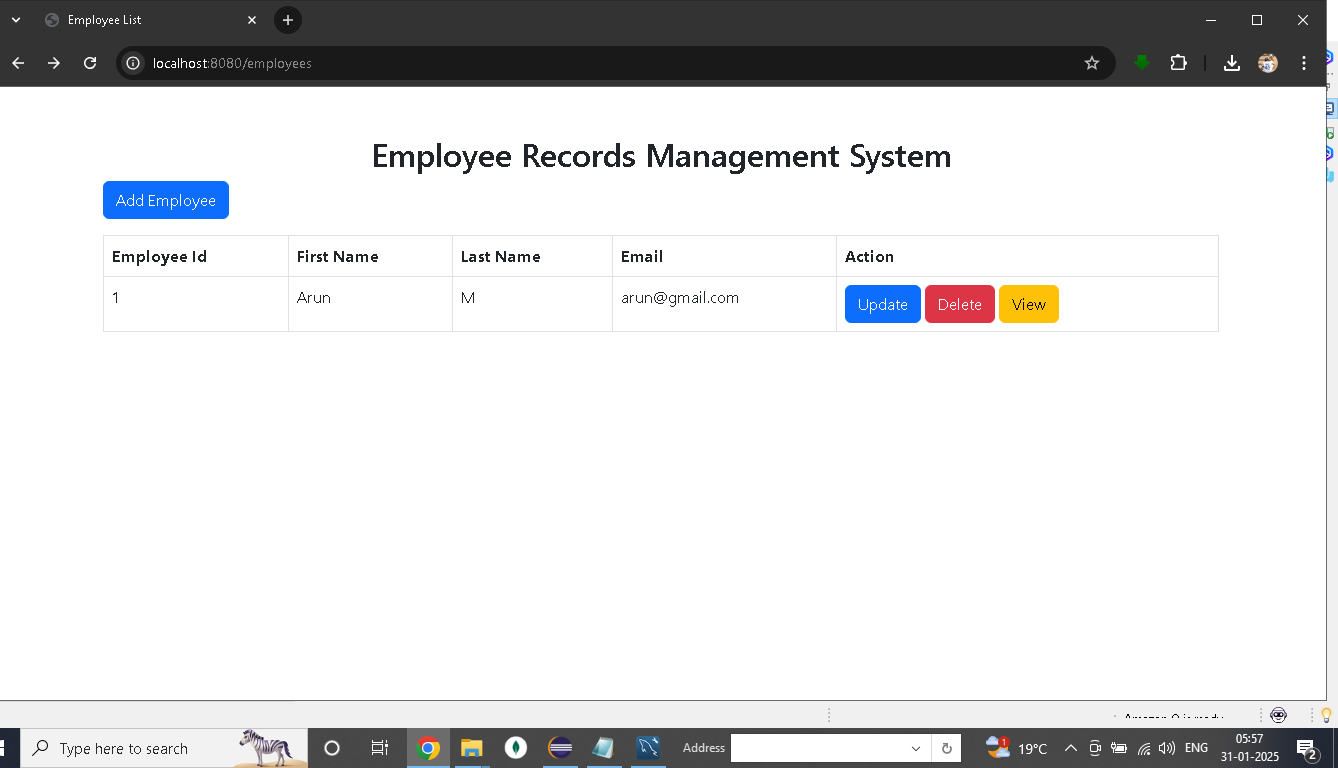 Employee List
localhost:8080/employees
Employee Records Management System
Add Employee
Employee Id First Name Last Name Email Action
1 Arun M arun@gmail.com Update Delete View
Type here to search
Address
1
19°C
ENG
05:57
31-01-2025
2